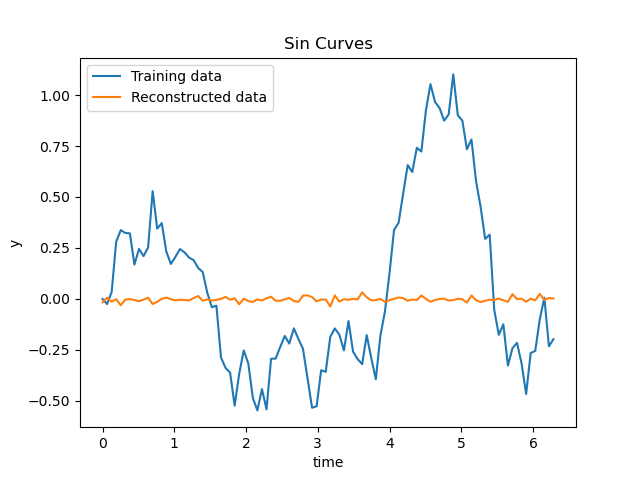 Sin Curves
Training data
Reconstructed data
1.00
0.75
0.50
0.25
0.00
−0.25
−0.50
y
0 1 2 3 4 5 6
time